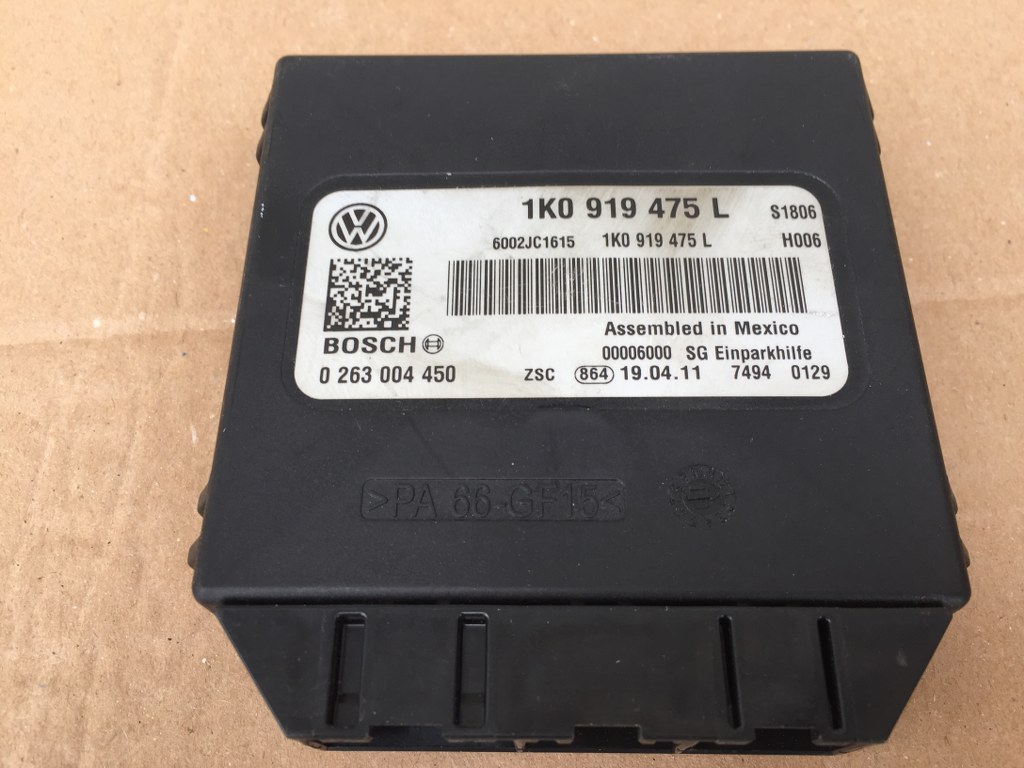 1K0 919 475 L S1806
6002JC1615 1K0 919 475 L H006
Assembled in Mexico
BOSCH
00006000 SG Einparkhilfe
0 263 004 450 ZSC 864 19.04.11 7494 0129
>PA 66-GF15<